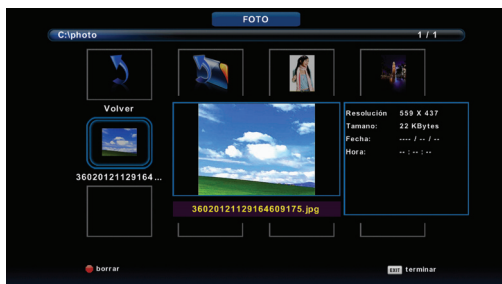 FOTO
C:\photo
1 / 1
Volver
36020121129164...
Resolución 559 X 437
Tamano: 22 KBytes
Fecha: ---- / -- / --
Hora: -- : -- : --
36020121129164609175.jpg
borrar
EXIT terminar